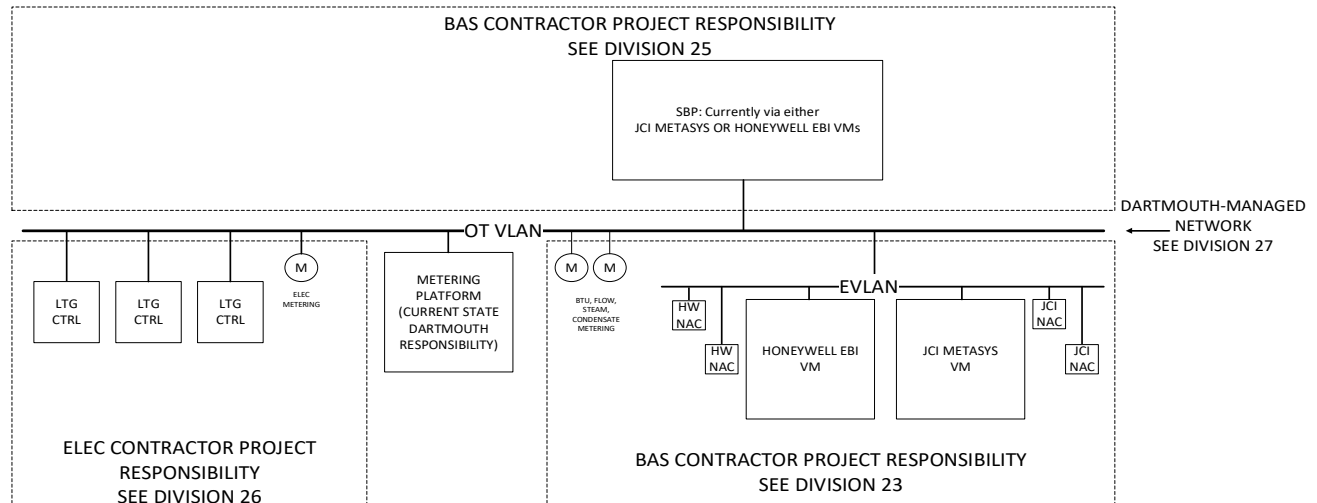 BAS CONTRACTOR PROJECT RESPONSIBILITY
SEE DIVISION 25
SBP: Currently via either
JCI METASYS OR HONEYWELL EBI VMs
DARTMOUTH-MANAGED
NETWORK
SEE DIVISION 27
OT VLAN
LTG
CTRL
LTG
CTRL
LTG
CTRL
M
ELEC
METERING
METERING
PLATFORM
(CURRENT STATE
DARTMOUTH
RESPONSIBILITY)
M
M
BTU, FLOW,
STEAM,
CONDENSATE
METERING
EVLAN
HW
NAC
HW
NAC
HONEYWELL EBI
VM
JCI METASYS
VM
JCI
NAC
JCI
NAC
ELEC CONTRACTOR PROJECT
RESPONSIBILITY
SEE DIVISION 26
BAS CONTRACTOR PROJECT RESPONSIBILITY
SEE DIVISION 23